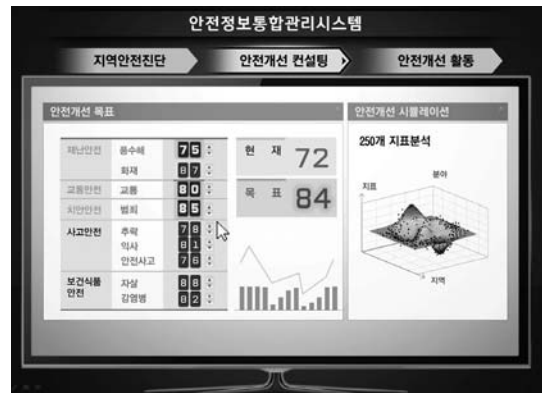 안전정보통합관리시스템
지역안전진단
안전개선 컨설팅
안전개선 활동
안전개선 목표
안전개선 시뮬레이션
재난안전 풍수해 75
화재 87
교통안전 교통 80
치안안전 범죄 85
사고안전 추락 78
익사 81
안전사고 76
보건식품 안전 자살 88
감염병 82
현 재 72
목 표 84
250개 지표분석
지표
분야
지역